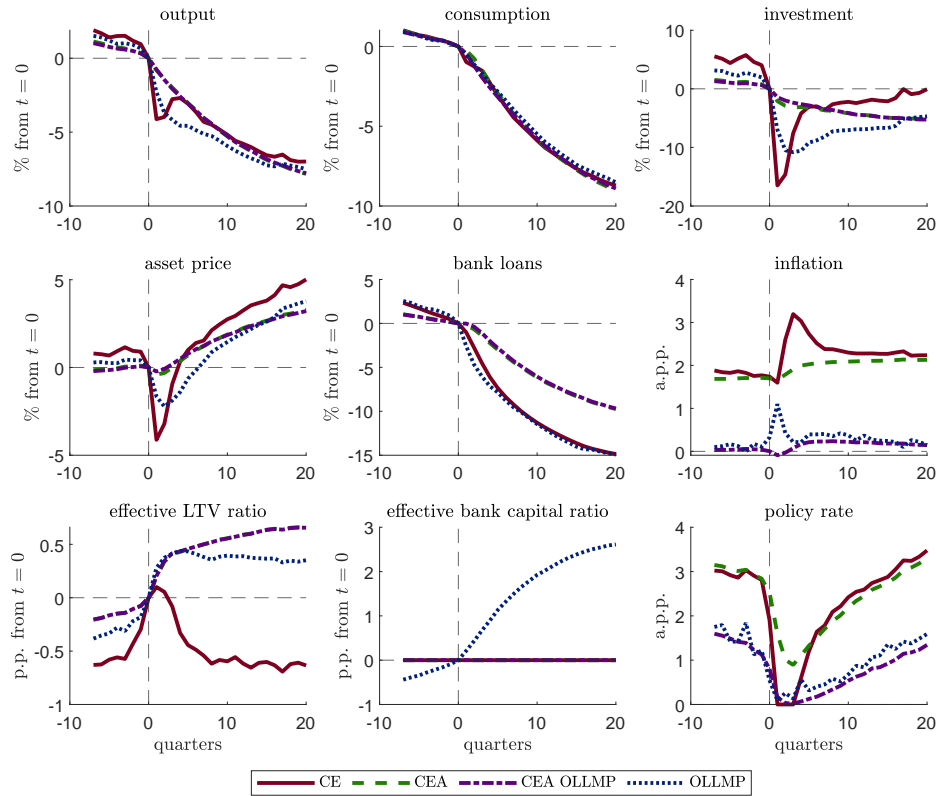 output
consumption
investment
% from t = 0
0
-5
-10
-10
0
10
20
% from t = 0
0
-5
-10
-10
0
10
20
% from t = 0
10
0
-10
-20
-10
0
10
20
asset price
bank loans
inflation
% from t = 0
5
0
-5
-10
0
10
20
% from t = 0
5
0
-5
-10
-15
-10
0
10
20
a.p.p.
4
3
2
1
0
-10
0
10
20
effective LTV ratio
effective bank capital ratio
policy rate
p.p. from t = 0
0.5
0
-0.5
-1
-10
0
10
20
quarters
p.p. from t = 0
3
2
1
0
-1
-10
0
10
20
quarters
a.p.p.
4
3
2
1
0
-10
0
10
20
quarters
CE
CEA
CEA OLLMP
OLLMP